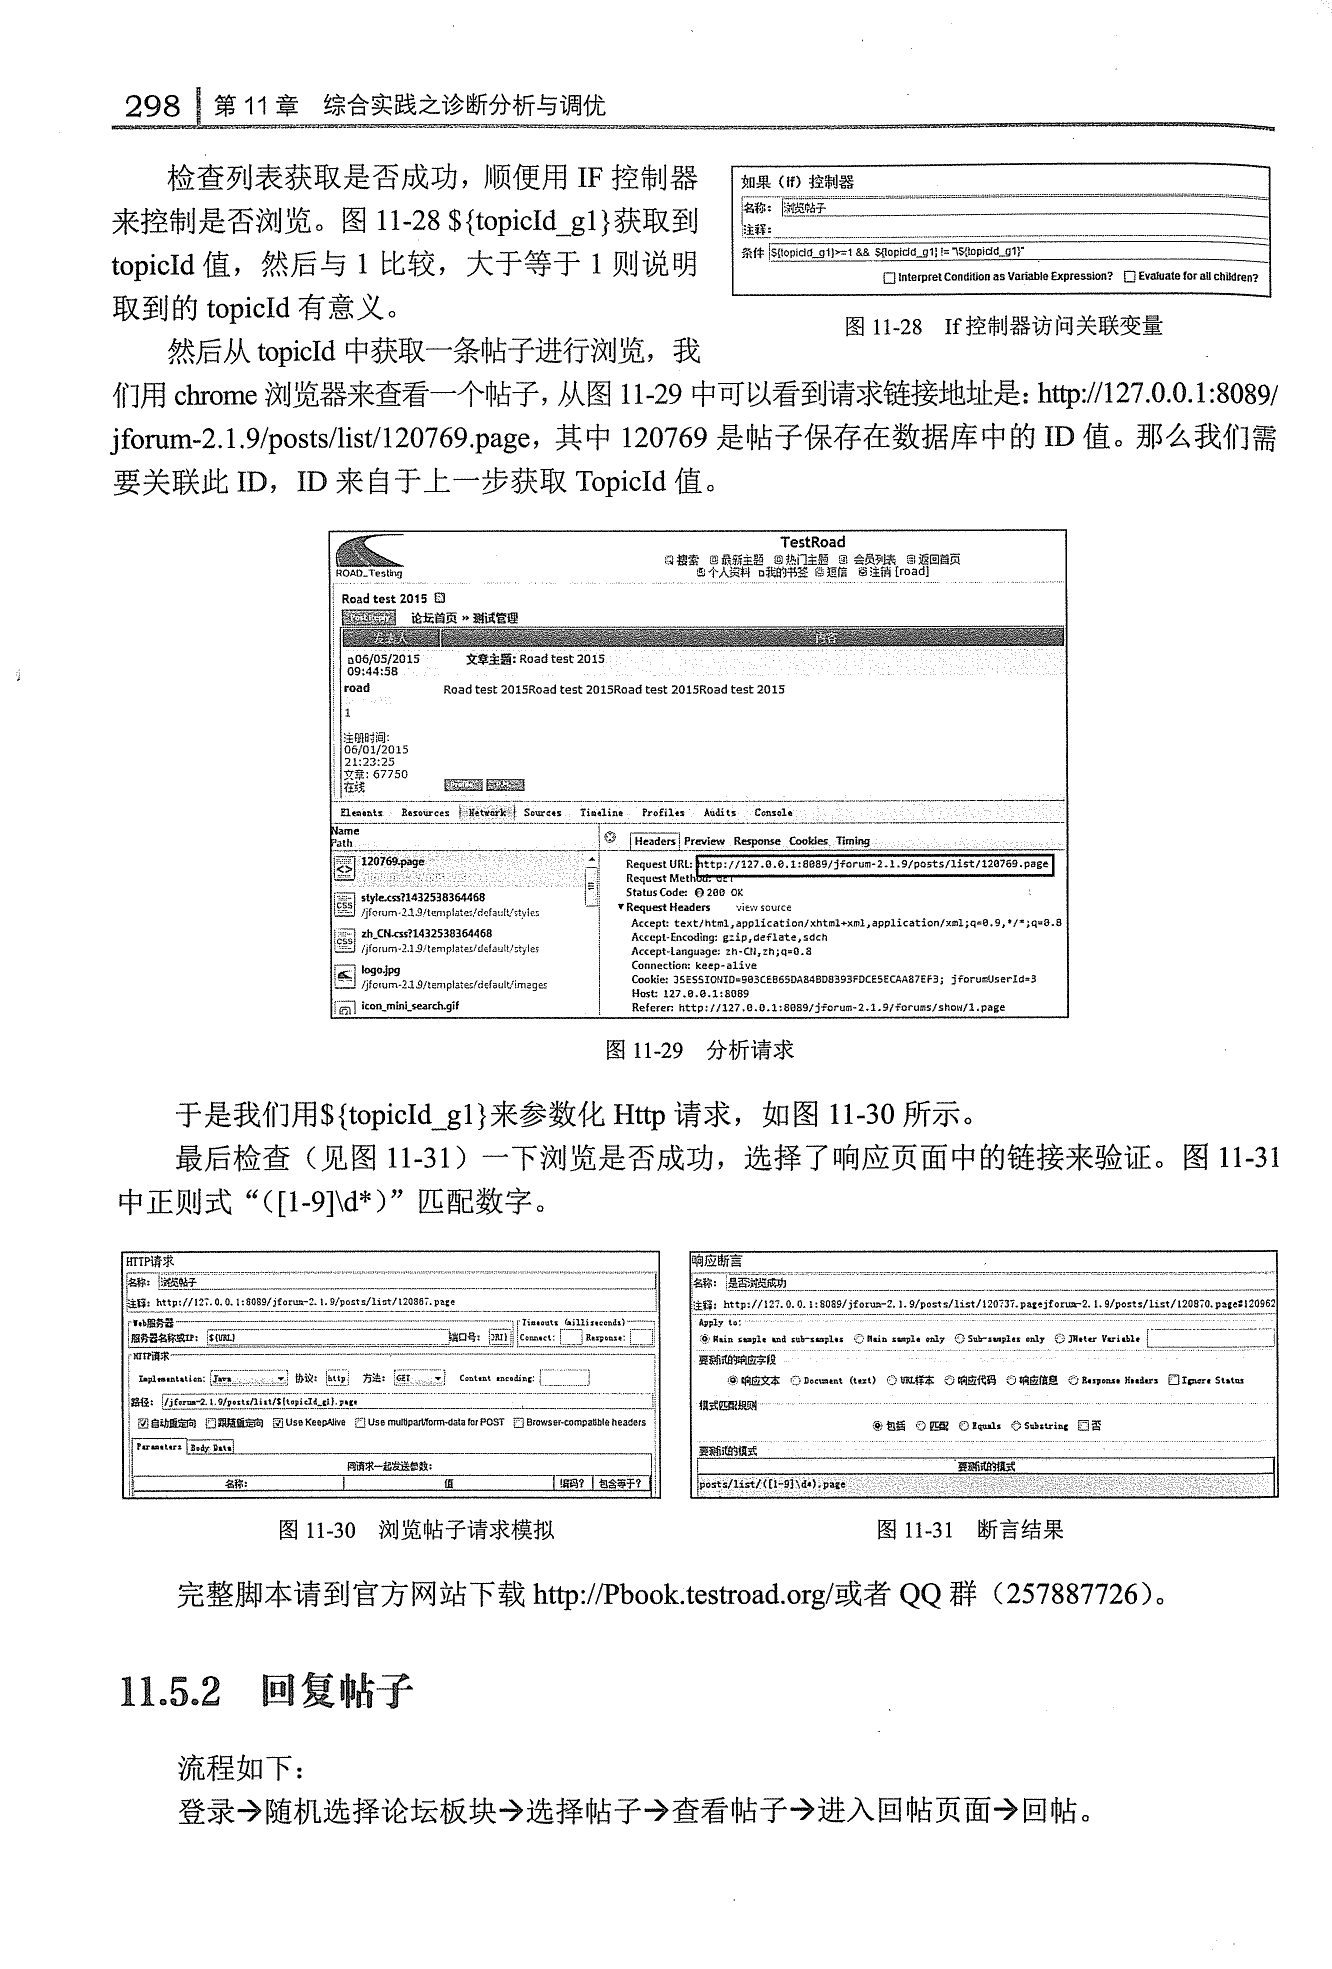 298 第 11 章 综合实践之诊断分析与调优
检查列表获取是否成功，顺便用 IF 控制器
来控制是否浏览。图 11-28 ${topicId_g1}获取到
topicId 值，然后与 1 比较，大于等于 1 则说明
取到的 topicId 有意义。
如果（If）控制器
名称： 浏览帖子
注释：
条件 ${topicId_g1}>=1 && ${topicId_g1} != "\${topicId_g1}"
Interpret Condition as Variable Expression? Evaluate for all children?
图 11-28 If 控制器访问关联变量
然后从 topicId 中获取一条帖子进行浏览，我
们用 chrome 浏览器来查看一个帖子，从图 11-29 中可以看到请求链接地址是：http://127.0.0.1:8089/
jforum-2.1.9/posts/list/120769.page，其中 120769 是帖子保存在数据库中的 ID 值。那么我们需
要关联此 ID，ID 来自于上一步获取 TopicId 值。
TestRoad
ROAD_Testing
搜索 最新主题 热门主题 会员列表 返回首页
个人资料 我的书签 短信 注销 [road]
Road test 2015
Post Reply 论坛首页 » 测试管理
发表人 内容
06/05/2015
09:44:58
文章主题: Road test 2015
road
Road test 2015Road test 2015Road test 2015Road test 2015
1
注册时间:
06/01/2015
21:23:25
文章: 67750
在线
Elements Resources Network Sources Timeline Profiles Audits Console
Name
Path
Headers Preview Response Cookies Timing
120769.page
style.css?1432538364468
/jforum-2.1.9/templates/default/styles
zh_CN.css?1432538364468
/jforum-2.1.9/templates/default/styles
logo.jpg
/jforum-2.1.9/templates/default/images
icon_mini_search.gif
Request URL: http://127.0.0.1:8089/jforum-2.1.9/posts/list/120769.page
Request Method: GET
Status Code: 200 OK
Request Headers view source
Accept: text/html,application/xhtml+xml,application/xml;q=0.9,*/*;q=0.8
Accept-Encoding: gzip,deflate,sdch
Accept-Language: zh-CN,zh;q=0.8
Connection: keep-alive
Cookie: JSESSIONID=903CEB65DA84BD8393FDCE5ECAA87EF3; jforumUserId=3
Host: 127.0.0.1:8089
Referer: http://127.0.0.1:8089/jforum-2.1.9/forums/show/1.page
图 11-29 分析请求
于是我们用${topicId_g1}来参数化 Http 请求，如图 11-30 所示。
最后检查（见图 11-31）一下浏览是否成功，选择了响应页面中的链接来验证。图 11-31
中正则式“([1-9]\d*)”匹配数字。
HTTP请求
名称： 浏览帖子
注释： http://127.0.0.1:8089/jforum-2.1.9/posts/list/120867.page
Web服务器
Timeouts (milliseconds)
服务器名称或IP： ${URL} 端口号： Connect: Response:
HTTP请求
Implementation: Java 协议： http 方法： GET Content encoding:
路径： /jforum-2.1.9/posts/list/${topicId_g1}.page
自动重定向 跟随重定向 Use KeepAlive Use multipart/form-data for POST Browser-compatible headers
Parameters Body Data
同请求一起发送参数：
名称： 值 编码？ 包含等于？
图 11-30 浏览帖子请求模拟
响应断言
名称： 是否浏览成功
注释： http://127.0.0.1:8089/jforum-2.1.9/posts/list/120737.pagejforum-2.1.9/posts/list/120870.page#120962
Apply to:
Main sample and sub-samples Main sample only Sub-samples only JMeter Variable
要测试的响应字段
响应文本 Document (text) URL样本 响应代码 响应信息 Response Headers Ignore Status
模式匹配规则
包括 匹配 Equals Substring 否
要测试的模式
要测试的模式
posts/list/([1-9]\d*).page
图 11-31 断言结果
完整脚本请到官方网站下载 http://Pbook.testroad.org/或者 QQ 群（257887726）。
11.5.2 回复帖子
流程如下：
登录→随机选择论坛板块→选择帖子→查看帖子→进入回帖页面→回帖。